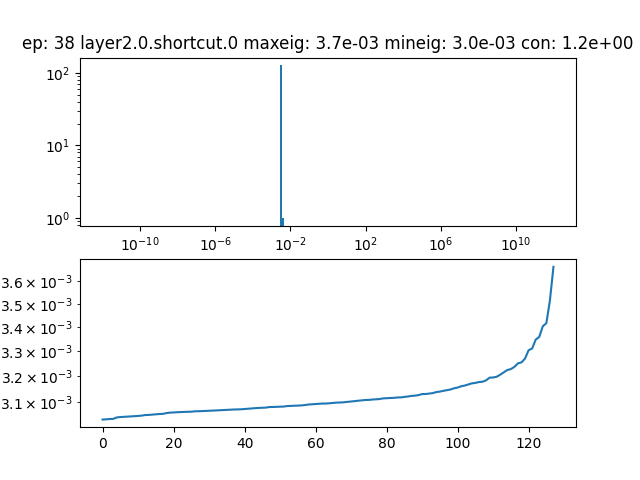 ep: 38 layer2.0.shortcut.0 maxeig: 3.7e-03 mineig: 3.0e-03 con: 1.2e+00
10²
10¹
10⁰
10⁻¹⁰ 10⁻⁶ 10⁻² 10² 10⁶ 10¹⁰
3.6 × 10⁻³
3.5 × 10⁻³
3.4 × 10⁻³
3.3 × 10⁻³
3.2 × 10⁻³
3.1 × 10⁻³
0 20 40 60 80 100 120